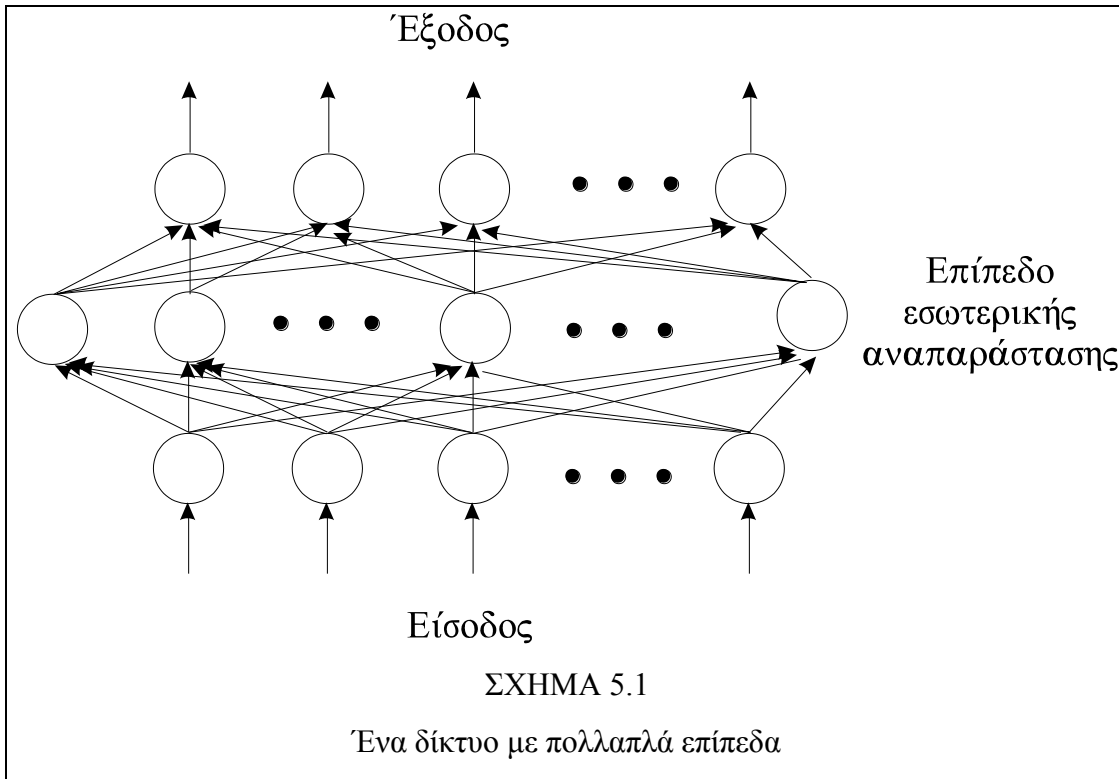 Έξοδος
Επίπεδο
εσωτερικής
αναπαράστασης
Είσοδος
ΣΧΗΜΑ 5.1
Ένα δίκτυο με πολλαπλά επίπεδα